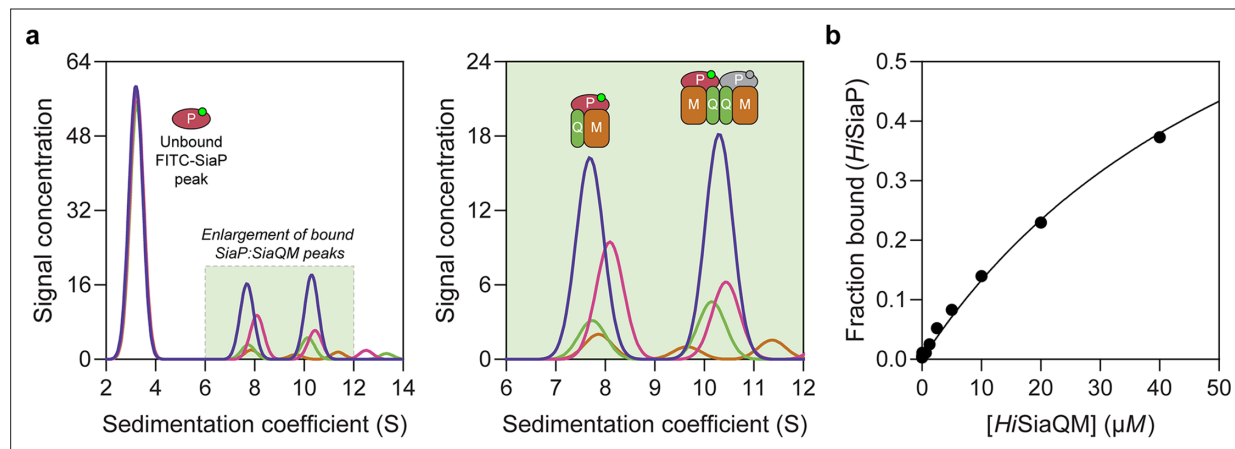 a
64
48
32
16
0
Signal concentration
P
Unbound
FITC-SiaP
peak
Enlargement of bound
SiaP:SiaQM peaks
2 4 6 8 10 12 14
Sedimentation coefficient (S)
24
18
12
6
0
Signal concentration
P
Q M
P P
M Q Q M
6 7 8 9 10 11 12
Sedimentation coefficient (S)
b
0.5
0.4
0.3
0.2
0.1
0.0
Fraction bound (HiSiaP)
0 10 20 30 40 50
[HiSiaQM] (µM)